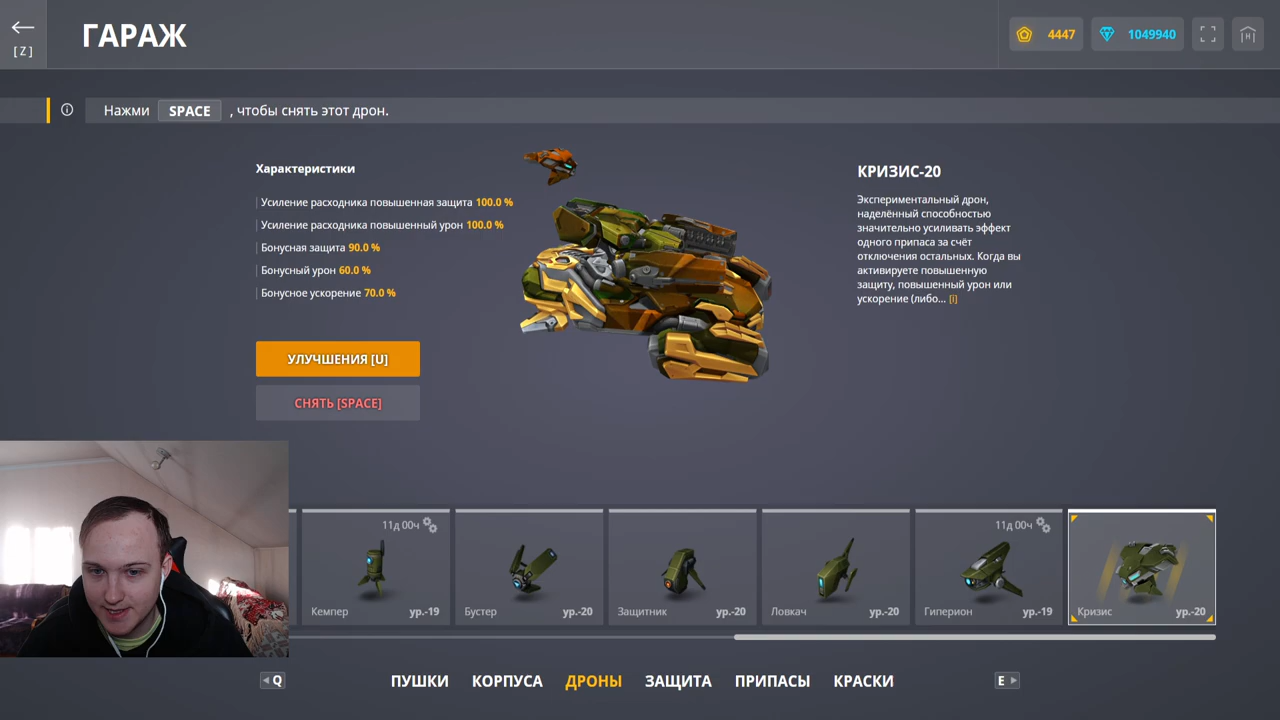 [ Z ]
ГАРАЖ
4447
1049940
Нажми SPACE , чтобы снять этот дрон.
Характеристики
Усиление расходника повышенная защита 100.0 %
Усиление расходника повышенный урон 100.0 %
Бонусная защита 90.0 %
Бонусный урон 60.0 %
Бонусное ускорение 70.0 %
УЛУЧШЕНИЯ [U]
СНЯТЬ [SPACE]
КРИЗИС-20
Экспериментальный дрон,
наделённый способностью
значительно усиливать эффект
одного припаса за счёт
отключения остальных. Когда вы
активируете повышенную
защиту, повышенный урон или
ускорение (либо... [i]
11д 00ч
Кемпер ур.-19
Бустер ур.-20
Защитник ур.-20
Ловкач ур.-20
11д 00ч
Гиперион ур.-19
Кризис ур.-20
Q
ПУШКИ КОРПУСА ДРОНЫ ЗАЩИТА ПРИПАСЫ КРАСКИ
E